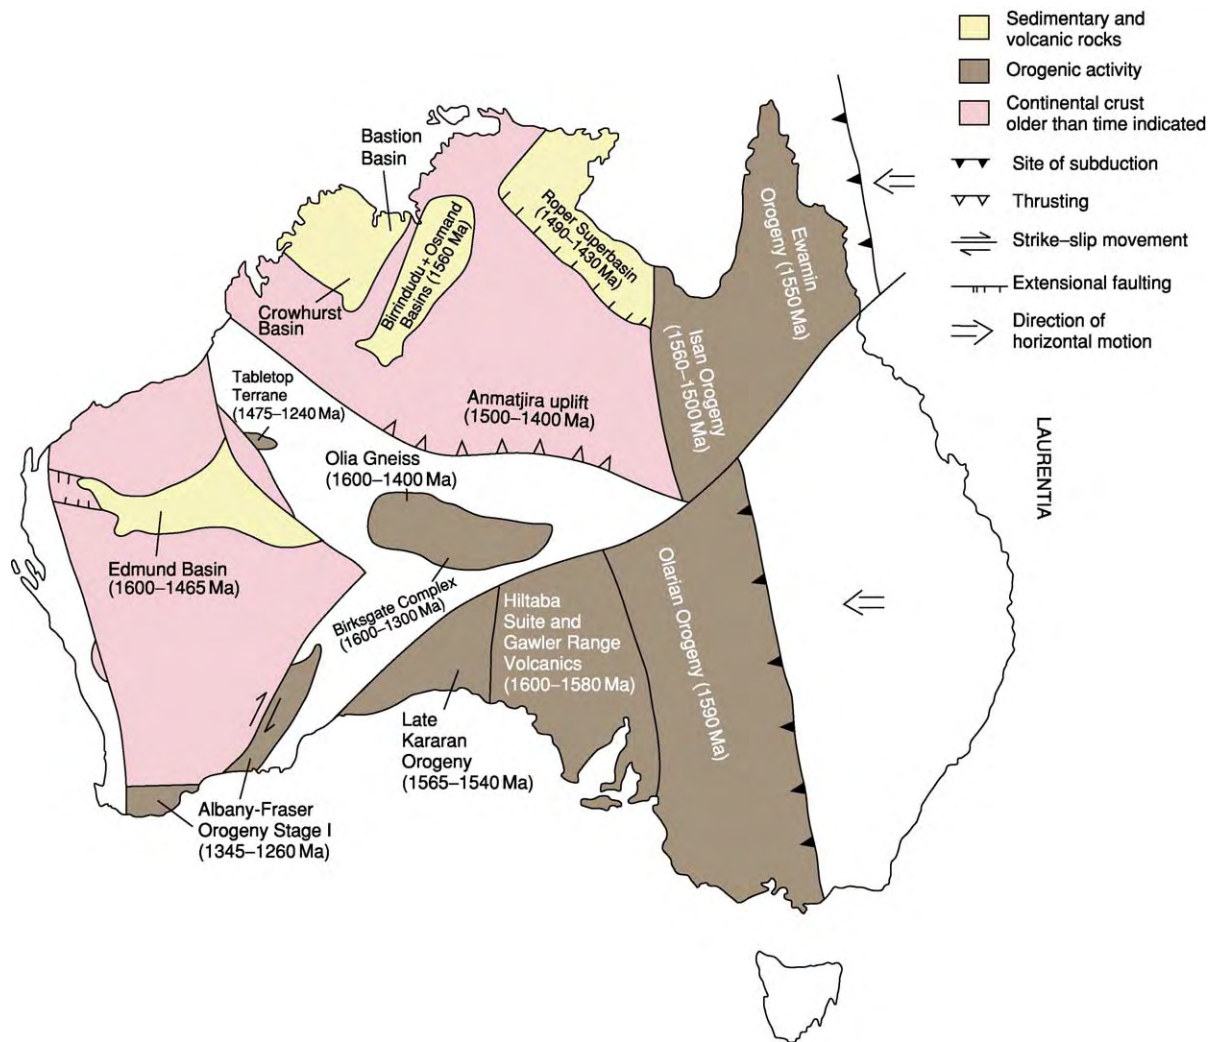 Sedimentary and
volcanic rocks
Orogenic activity
Continental crust
older than time indicated
Site of subduction
Thrusting
Strike–slip movement
Extensional faulting
Direction of
horizontal motion
Bastion
Basin
Crowhurst
Basin
Birrindudu + Osmand
Basins (1560 Ma)
Roper Superbasin
(1490–1430 Ma)
Ewamin
Orogeny (1550 Ma)
Isan Orogeny
(1560–1500 Ma)
Tabletop
Terrane
(1475–1240 Ma)
Anmatjira uplift
(1500–1400 Ma)
Olia Gneiss
(1600–1400 Ma)
LAURENTIA
Edmund Basin
(1600–1465 Ma)
Birksgate Complex
(1600–1300 Ma)
Hiltaba
Suite and
Gawler Range
Volcanics
(1600–1580 Ma)
Olarian Orogeny (1590 Ma)
Late
Kararan
Orogeny
(1565–1540 Ma)
Albany-Fraser
Orogeny Stage I
(1345–1260 Ma)